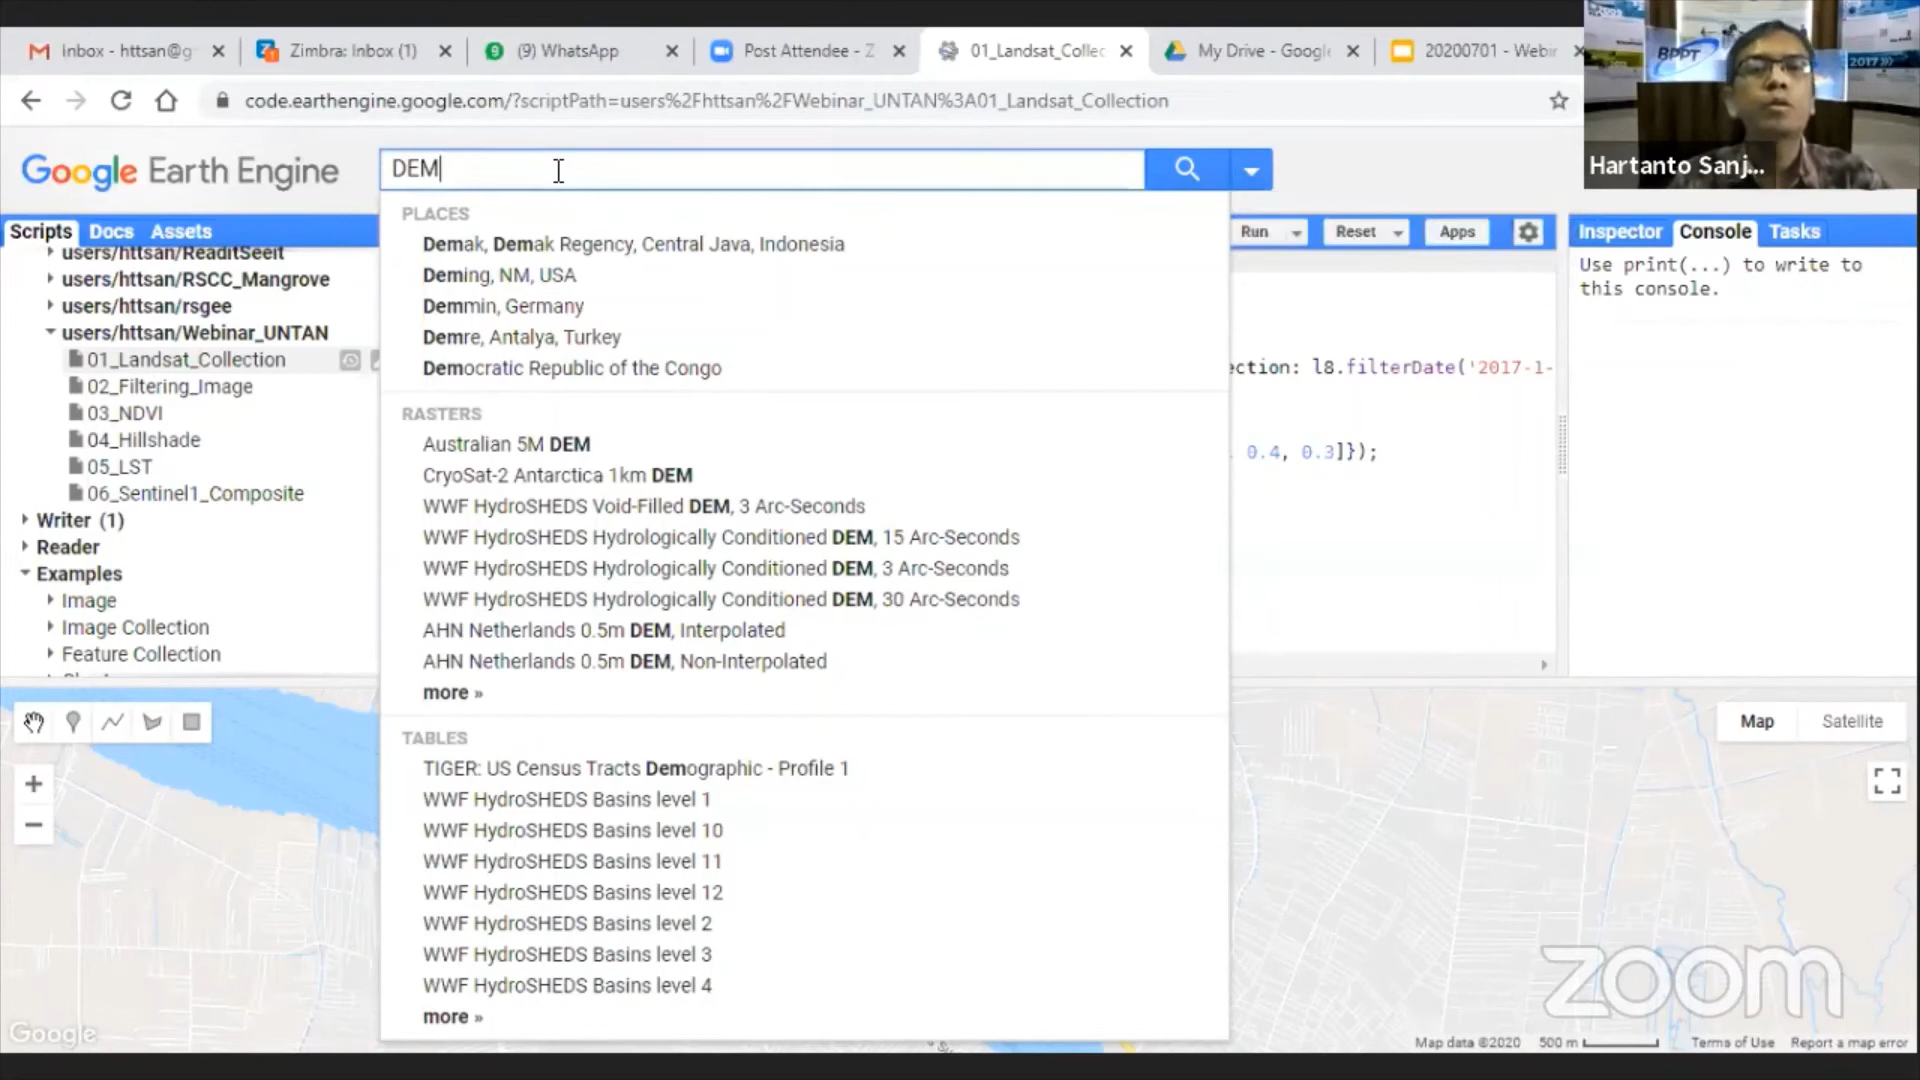 Inbox - httsan@g
Zimbra: Inbox (1)
(9) WhatsApp
Post Attendee - Z
01_Landsat_Collec
My Drive - Google
20200701 - Webin
code.earthengine.google.com/?scriptPath=users%2Fhttsan%2FWebinar_UNTAN%3A01_Landsat_Collection
BPPT
2017
Hartanto Sanj...
Google Earth Engine
DEM
Scripts Docs Assets
users/httsan/ReaditSeeit
users/httsan/RSCC_Mangrove
users/httsan/rsgee
users/httsan/Webinar_UNTAN
01_Landsat_Collection
02_Filtering_Image
03_NDVI
04_Hillshade
05_LST
06_Sentinel1_Composite
Writer (1)
Reader
Examples
Image
Image Collection
Feature Collection
PLACES
Demak, Demak Regency, Central Java, Indonesia
Deming, NM, USA
Demmin, Germany
Demre, Antalya, Turkey
Democratic Republic of the Congo
RASTERS
Australian 5M DEM
CryoSat-2 Antarctica 1km DEM
WWF HydroSHEDS Void-Filled DEM, 3 Arc-Seconds
WWF HydroSHEDS Hydrologically Conditioned DEM, 15 Arc-Seconds
WWF HydroSHEDS Hydrologically Conditioned DEM, 3 Arc-Seconds
WWF HydroSHEDS Hydrologically Conditioned DEM, 30 Arc-Seconds
AHN Netherlands 0.5m DEM, Interpolated
AHN Netherlands 0.5m DEM, Non-Interpolated
more »
TABLES
TIGER: US Census Tracts Demographic - Profile 1
WWF HydroSHEDS Basins level 1
WWF HydroSHEDS Basins level 10
WWF HydroSHEDS Basins level 11
WWF HydroSHEDS Basins level 12
WWF HydroSHEDS Basins level 2
WWF HydroSHEDS Basins level 3
WWF HydroSHEDS Basins level 4
more »
Run Reset Apps
ection: l8.filterDate('2017-1-
0.4, 0.3]});
Inspector Console Tasks
Use print(...) to write to
this console.
Map Satellite
zoom
Google
Map data ©2020 500 m Terms of Use Report a map error